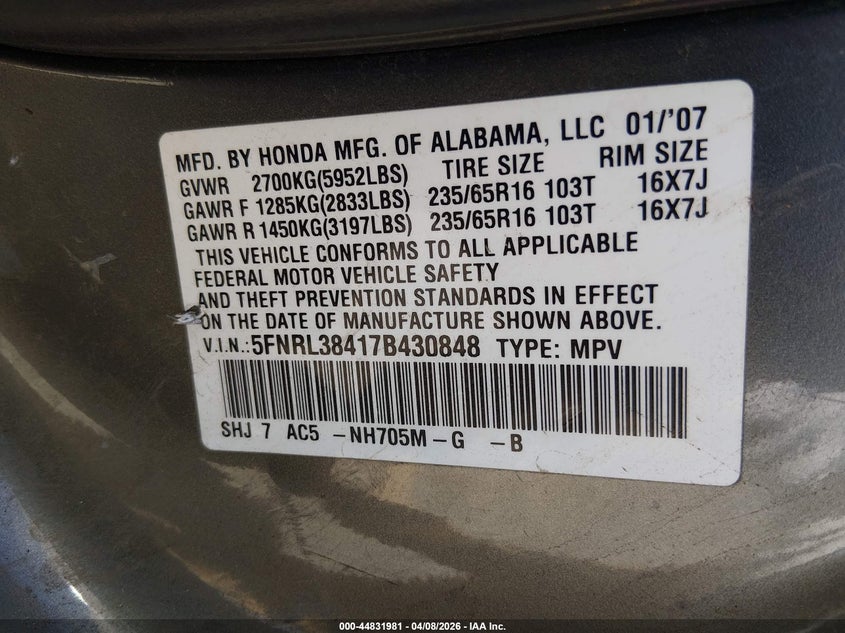 MFD. BY HONDA MFG. OF ALABAMA, LLC 01/'07
GVWR 2700KG(5952LBS) TIRE SIZE RIM SIZE
GAWR F 1285KG(2833LBS) 235/65R16 103T 16X7J
GAWR R 1450KG(3197LBS) 235/65R16 103T 16X7J
THIS VEHICLE CONFORMS TO ALL APPLICABLE
FEDERAL MOTOR VEHICLE SAFETY
AND THEFT PREVENTION STANDARDS IN EFFECT
ON THE DATE OF MANUFACTURE SHOWN ABOVE.
V.I.N.:5FNRL38417B430848 TYPE: MPV
SHJ 7 AC5 -NH705M-G -B
000-44831981 | 04/08/2026 - IAA Inc.